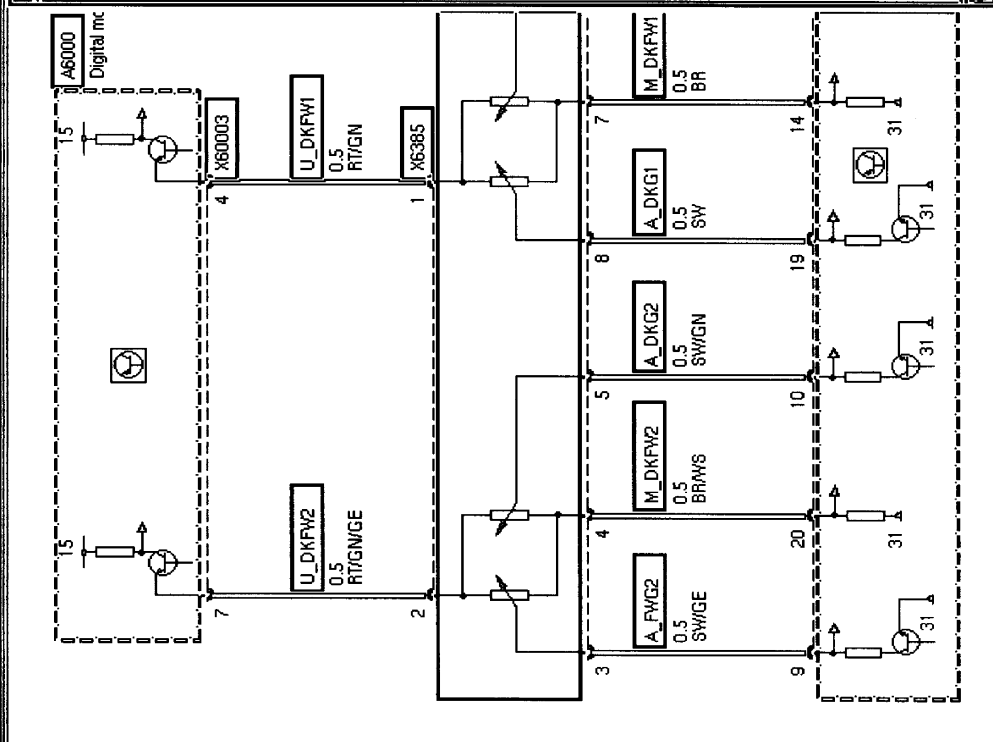 A6000
Digital mo
15
15
X60003
4
7
U_DKFW1
0.5
RT/GN
U_DKFW2
0.5
RT/GN/GE
X6385
1
2
7
8
5
4
3
M_DKFW1
0.5
BR
A_DKG1
0.5
SW
A_DKG2
0.5
SW/GN
M_DKFW2
0.5
BR/WS
A_FWG2
0.5
SW/GE
14
19
10
20
9
31
31
31
31
31